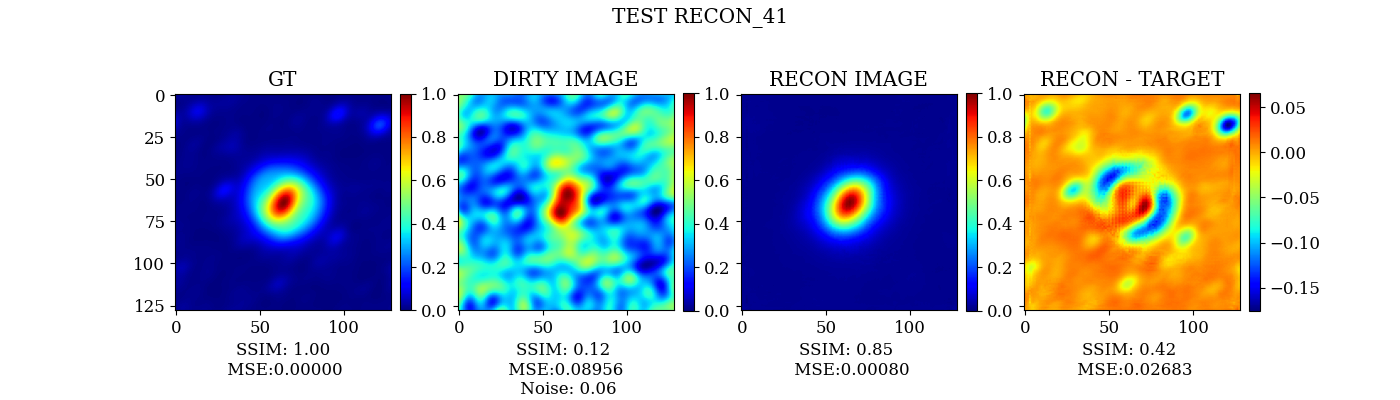 TEST RECON_41
GT
DIRTY IMAGE
RECON IMAGE
RECON - TARGET
0
25
50
75
100
125
0 50 100
1.0
0.8
0.6
0.4
0.2
0.0
0 50 100
1.0
0.8
0.6
0.4
0.2
0.0
0 50 100
1.0
0.8
0.6
0.4
0.2
0.0
0 50 100
0.05
0.00
−0.05
−0.10
−0.15
SSIM: 1.00
MSE:0.00000
SSIM: 0.12
MSE:0.08956
Noise: 0.06
SSIM: 0.85
MSE:0.00080
SSIM: 0.42
MSE:0.02683